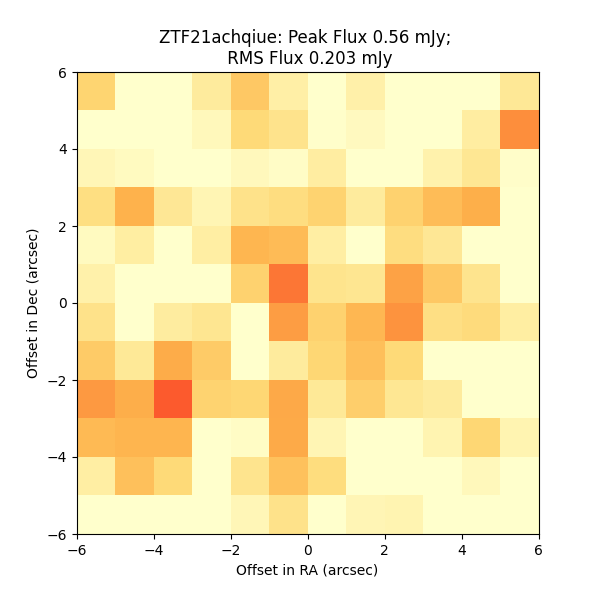 ZTF21achqiue: Peak Flux 0.56 mJy;
RMS Flux 0.203 mJy
6
4
2
0
−2
−4
−6
Offset in Dec (arcsec)
−6 −4 −2 0 2 4 6
Offset in RA (arcsec)